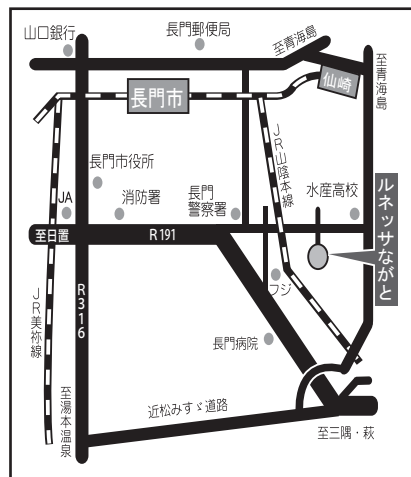 山口銀行
長門郵便局
至青海島
仙崎
至青海島
長門市
JR山陰本線
長門市役所
水産高校
JA
消防署
長門
警察署
ルネッサながと
至日置
R191
フジ
JR美祢線
R316
長門病院
至湯本温泉
近松みすゞ道路
至三隅・萩